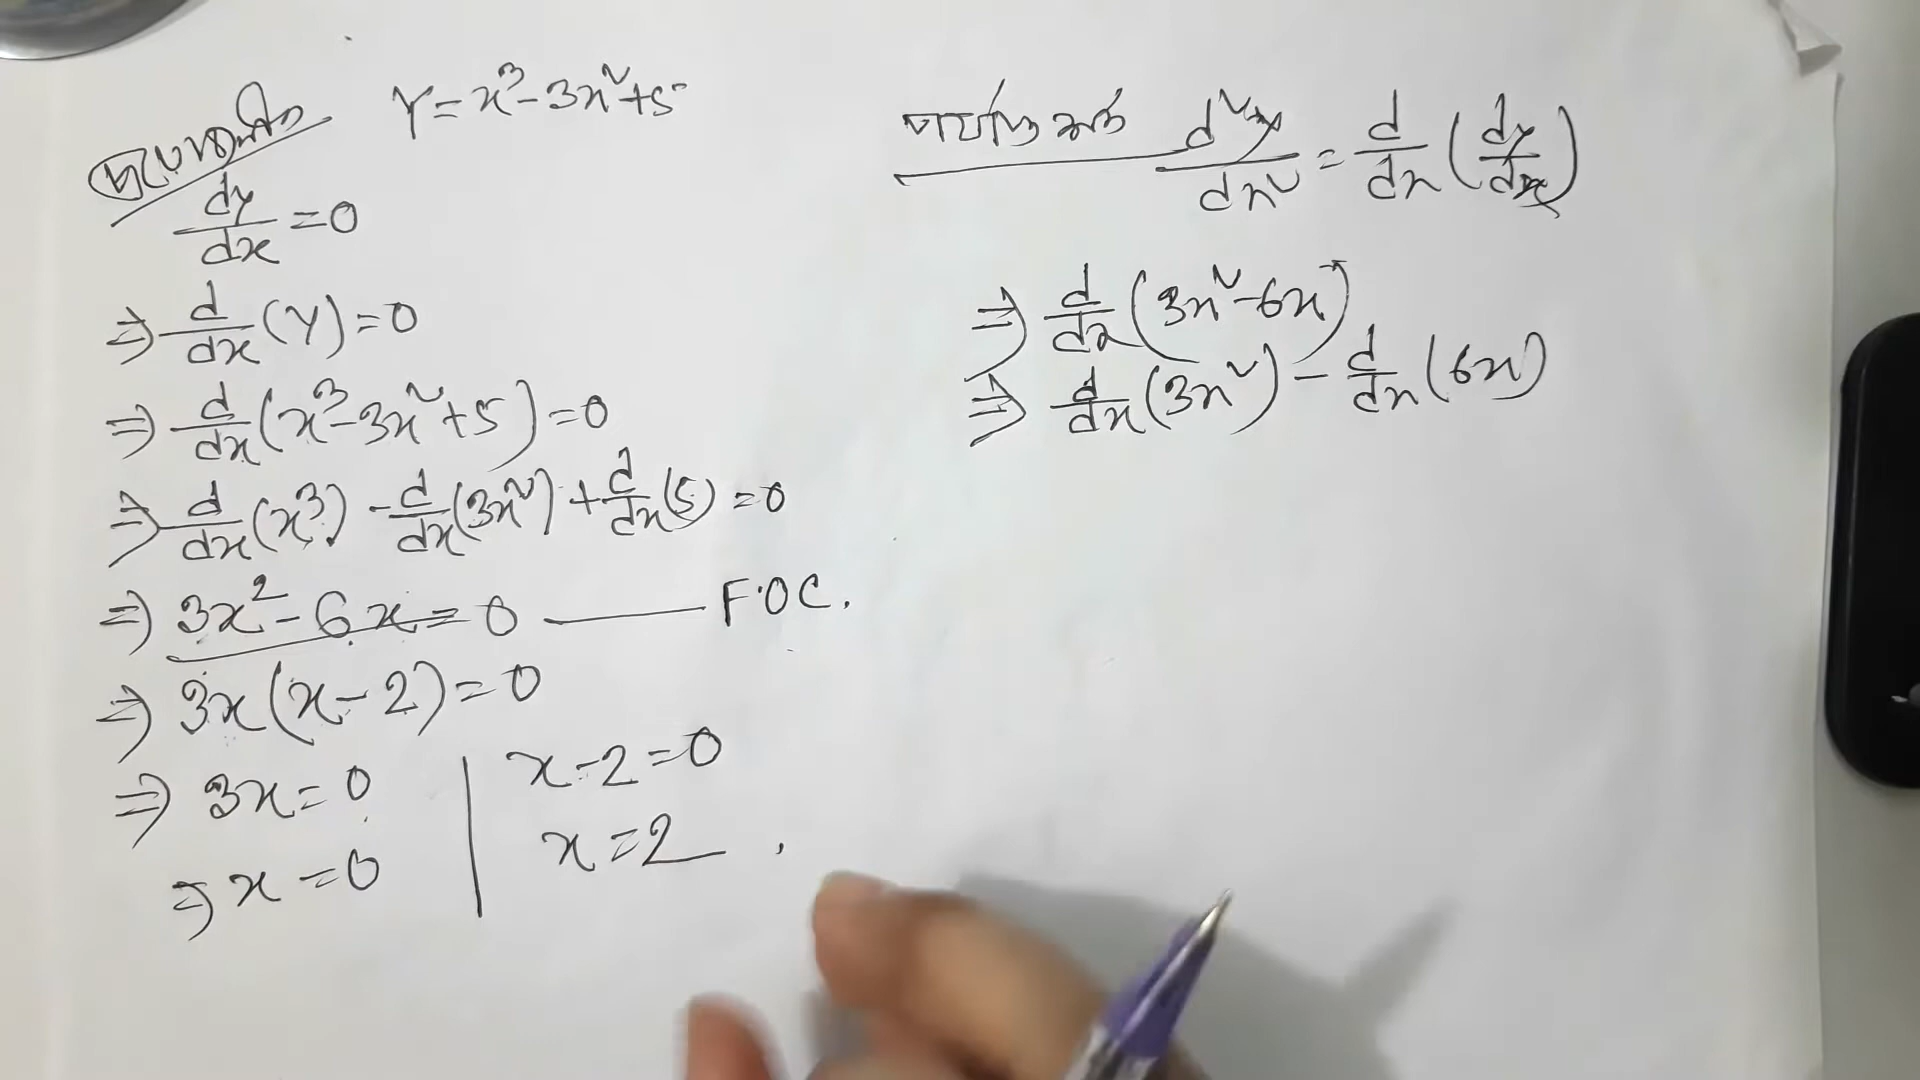 Y = x³ - 3x² + 5
dy/dx = 0
⇒ d/dx (Y) = 0
⇒ d/dx (x³ - 3x² + 5) = 0
⇒ d/dx (x³) - d/dx (3x²) + d/dx (5) = 0
⇒ 3x² - 6x = 0 —— F.O.C.
⇒ 3x (x - 2) = 0
⇒ 3x = 0 | x - 2 = 0
⇒ x = 0 | x = 2
পর্যাপ্ত শর্ত d²y/dx² = d/dx (dy/dx)
⇒ d/dx (3x² - 6x)
⇒ d/dx (3x²) - d/dx (6x)